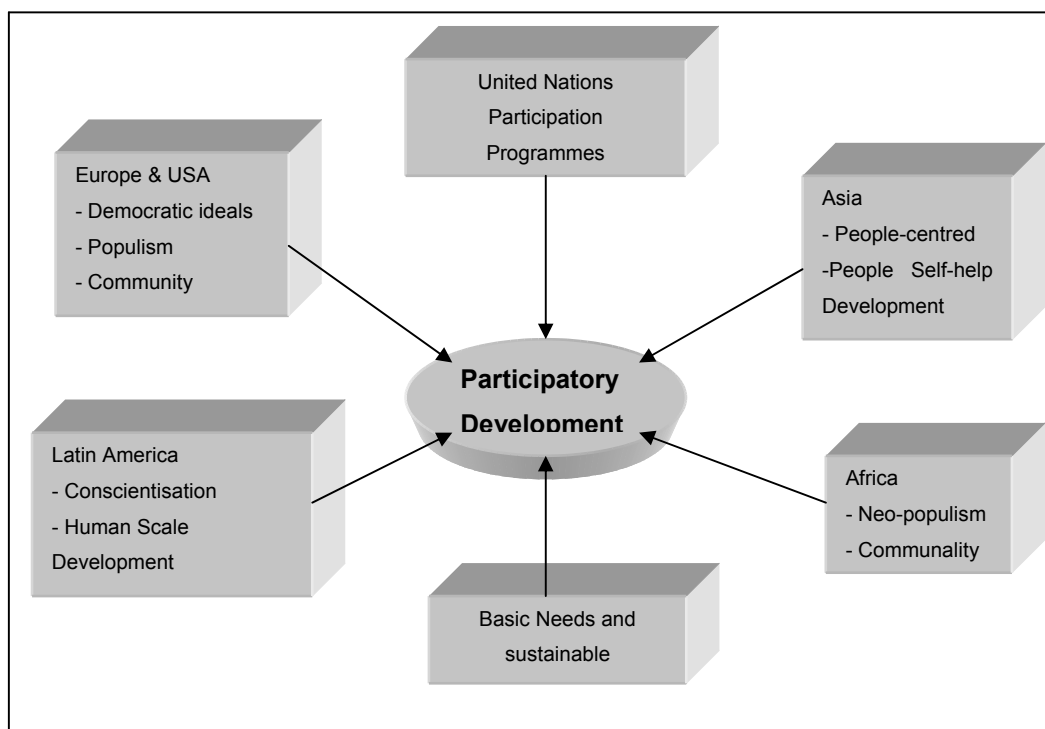 United Nations
Participation
Programmes
Europe & USA
- Democratic ideals
- Populism
- Community
Asia
- People-centred
-People Self-help
Development
Participatory
Development
Latin America
- Conscientisation
- Human Scale
Development
Africa
- Neo-populism
- Communality
Basic Needs and
sustainable